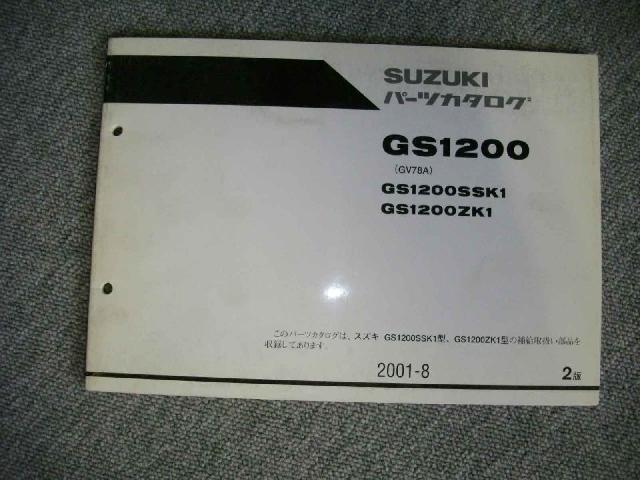 SUZUKI
パーツカタログ
GS1200
(GV78A)
GS1200SSK1
GS1200ZK1
このパーツカタログは、スズキ GS1200SSK1型、GS1200ZK1型の補給取扱い部品を
収録してあります。
2001-8
2版